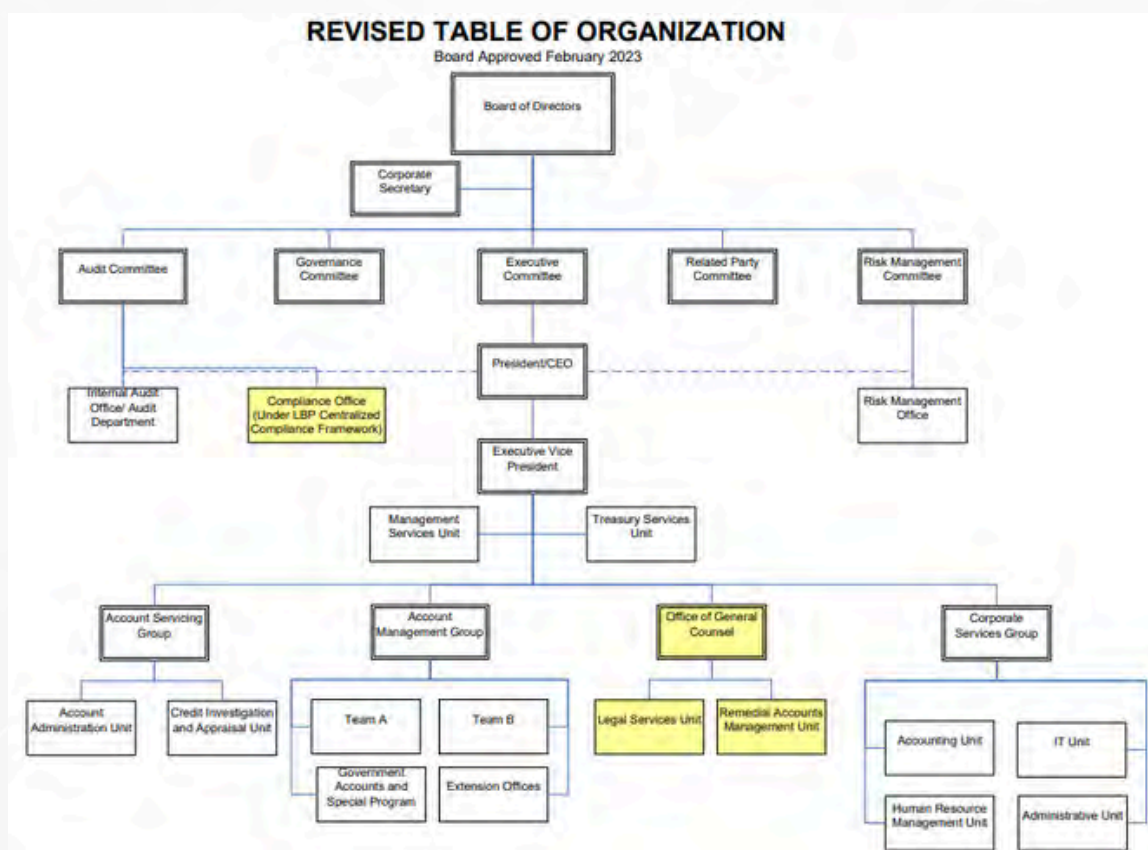 REVISED TABLE OF ORGANIZATION
Board Approved February 2023
Board of Directors
Corporate
Secretary
Audit Committee
Governance
Committee
Executive
Committee
Related Party
Committee
Risk Management
Committee
President/CEO
Internal Audit
Office/ Audit
Department
Compliance Office
(Under LBP Centralized
Compliance Framework)
Risk Management
Office
Executive Vice
President
Management
Services Unit
Treasury Services
Unit
Account Servicing
Group
Account
Management Group
Office of General
Counsel
Corporate
Services Group
Account
Administration Unit
Credit Investigation
and Appraisal Unit
Team A
Team B
Government
Accounts and
Special Program
Extension Offices
Legal Services Unit
Remedial Accounts
Management Unit
Accounting Unit
IT Unit
Human Resource
Management Unit
Administrative Unit